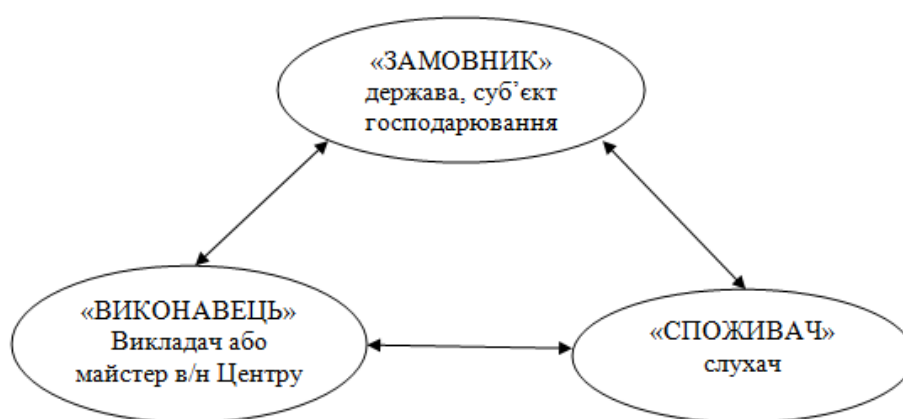 «ЗАМОВНИК»
держава, суб’єкт
господарювання
«ВИКОНАВЕЦЬ»
Викладач або
майстер в/н Центру
«СПОЖИВАЧ»
слухач